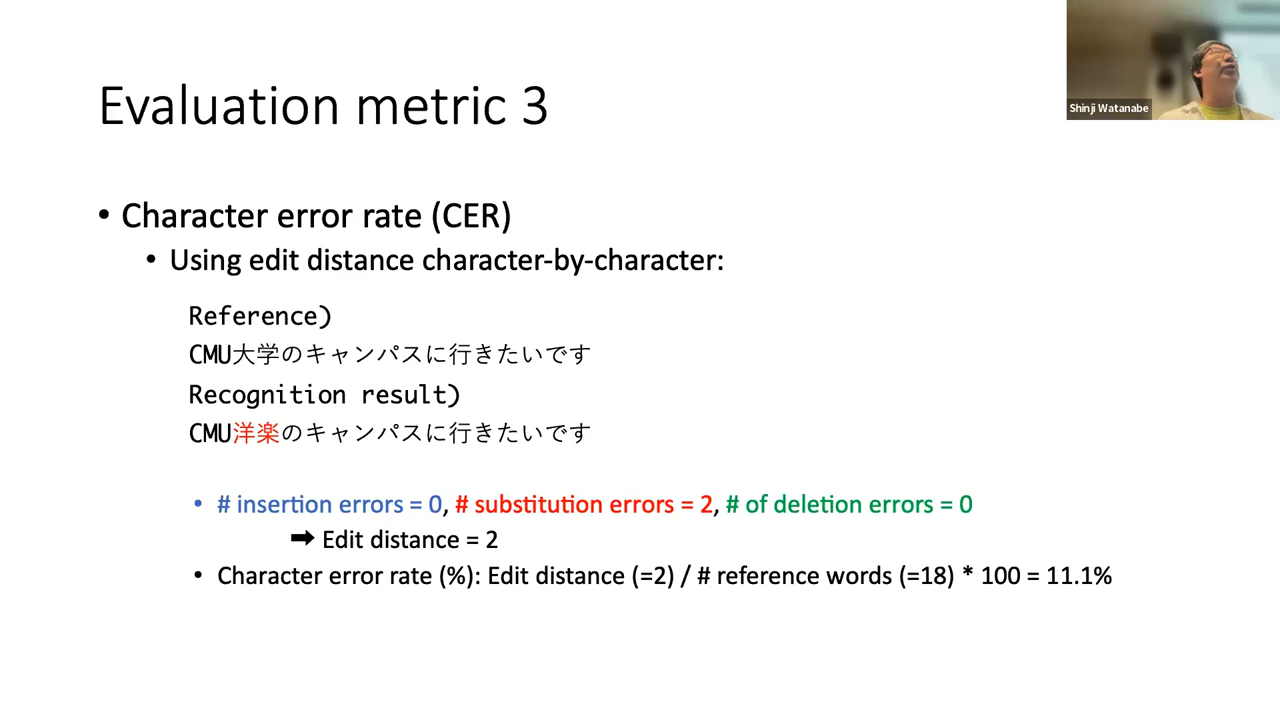 Evaluation metric 3
Shinji Watanabe
• Character error rate (CER)
• Using edit distance character-by-character:
Reference)
CMU大学のキャンパスに行きたいです
Recognition result)
CMU洋楽のキャンパスに行きたいです
• # insertion errors = 0, # substitution errors = 2, # of deletion errors = 0
➡ Edit distance = 2
• Character error rate (%): Edit distance (=2) / # reference words (=18) * 100 = 11.1%